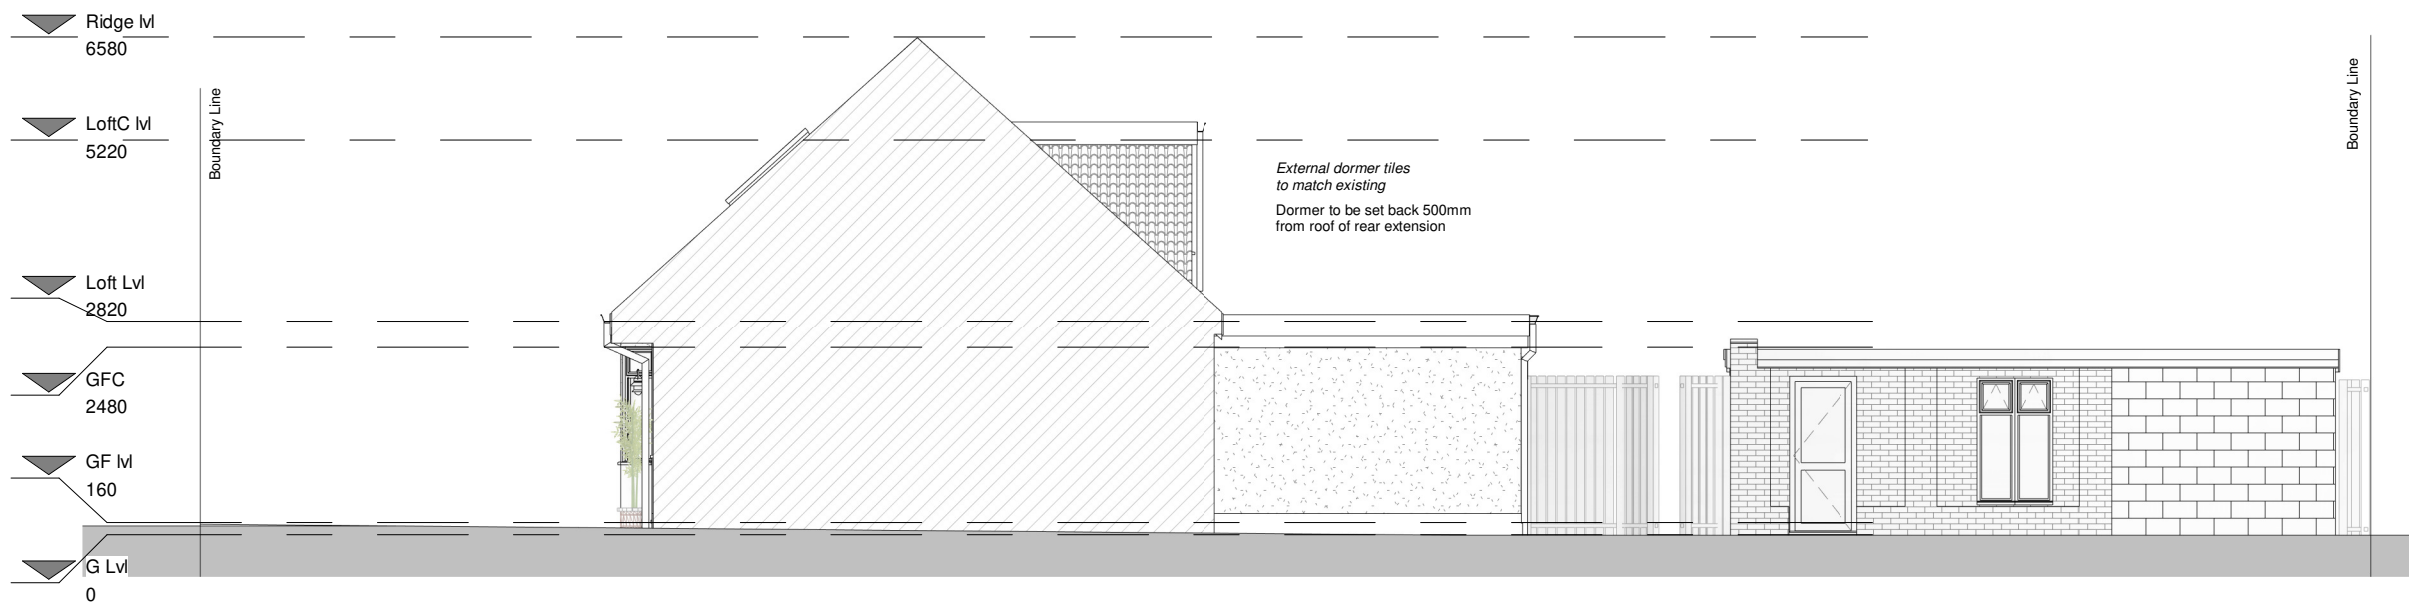 Ridge lvl
6580
LoftC lvl
5220
Boundary Line
Boundary Line
External dormer tiles
to match existing
Dormer to be set back 500mm
from roof of rear extension
Loft Lvl
2820
GFC
2480
GF lvl
160
G Lvl
0